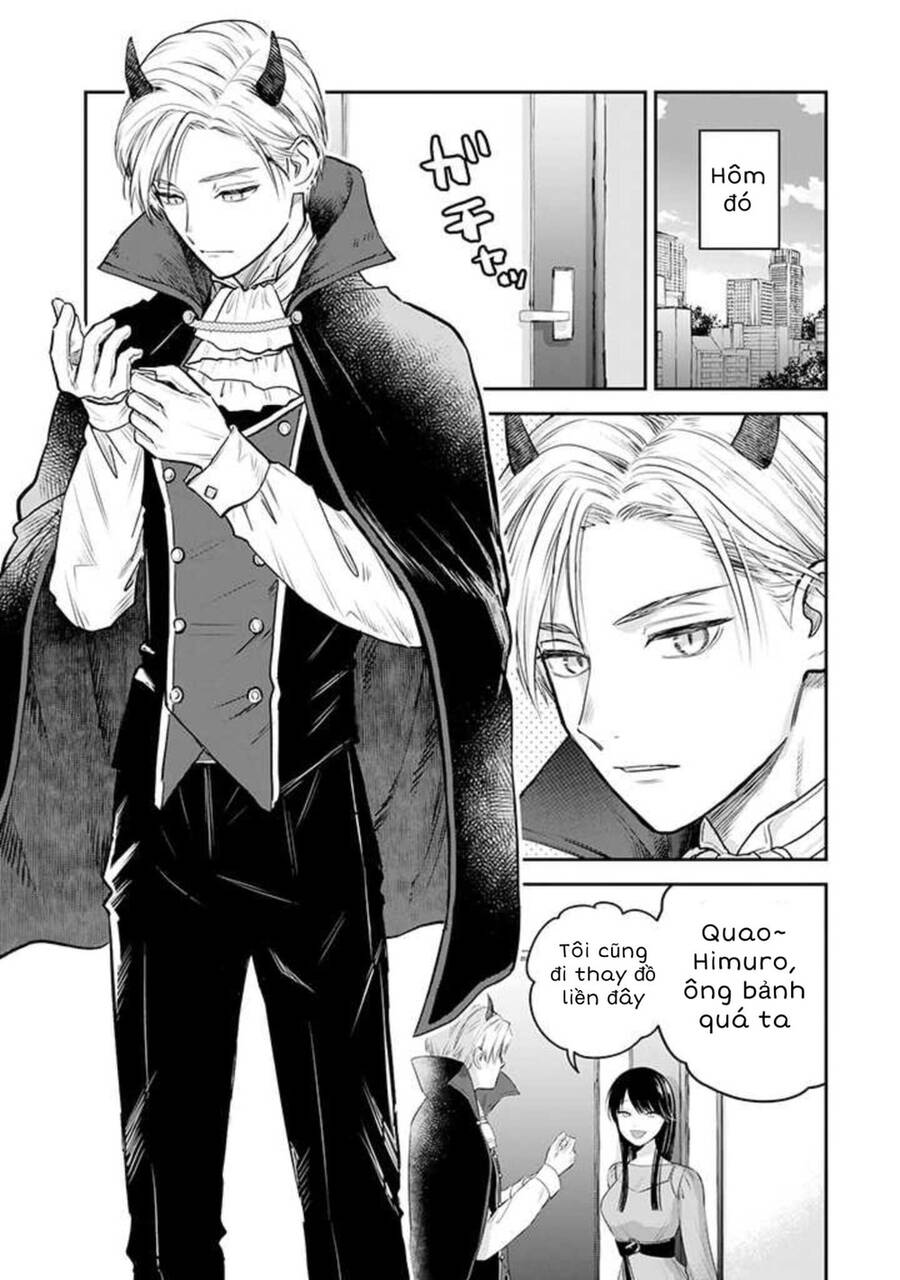 Hôm
đó
ガチャッ
Quao~
Himuro,
ông bảnh
quá ta
Tôi cũng
đi thay đồ
liền đây